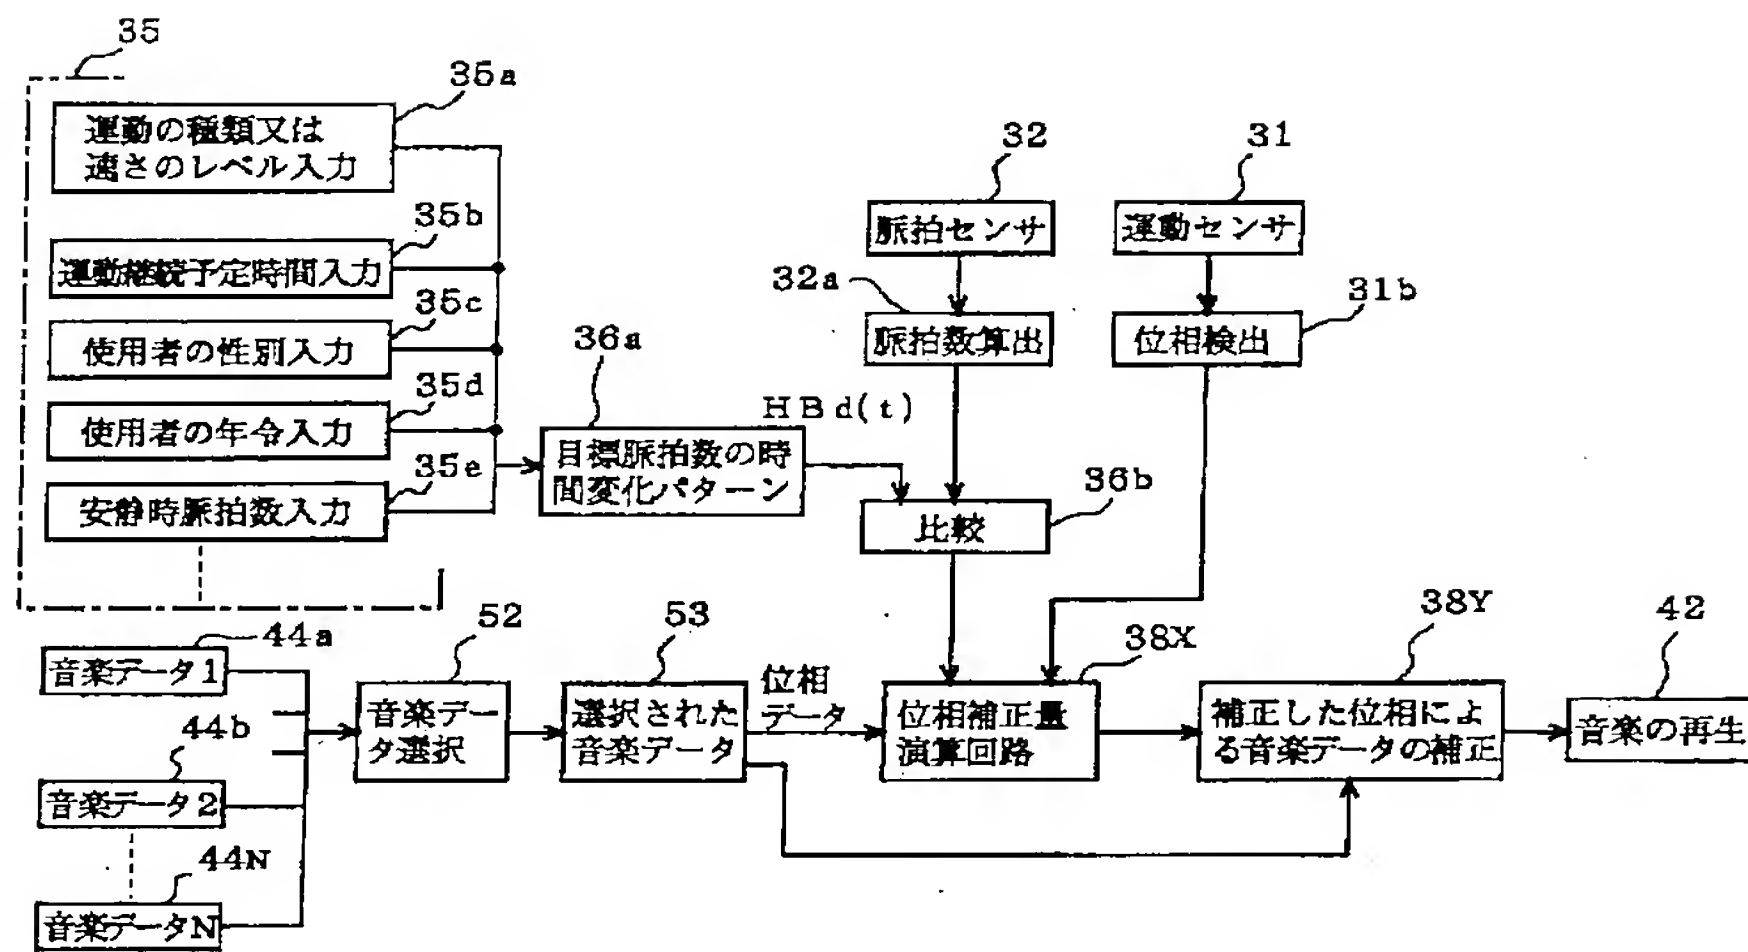 35
35a
運動の種類又は
速さのレベル入力
35b
運動継続予定時間入力
35c
使用者の性別入力
35d
使用者の年令入力
35e
安静時脈拍数入力
36a
目標脈拍数の時
間変化パターン
HBd(t)
32
脈拍センサ
32a
脈拍数算出
31
運動センサ
31b
位相検出
36b
比較
44a
音楽データ1
44b
音楽データ2
44N
音楽データN
52
音楽デー
タ選択
53
選択された
音楽データ
位相
データ
38X
位相補正量
演算回路
38Y
補正した位相によ
る音楽データの補正
42
音楽の再生